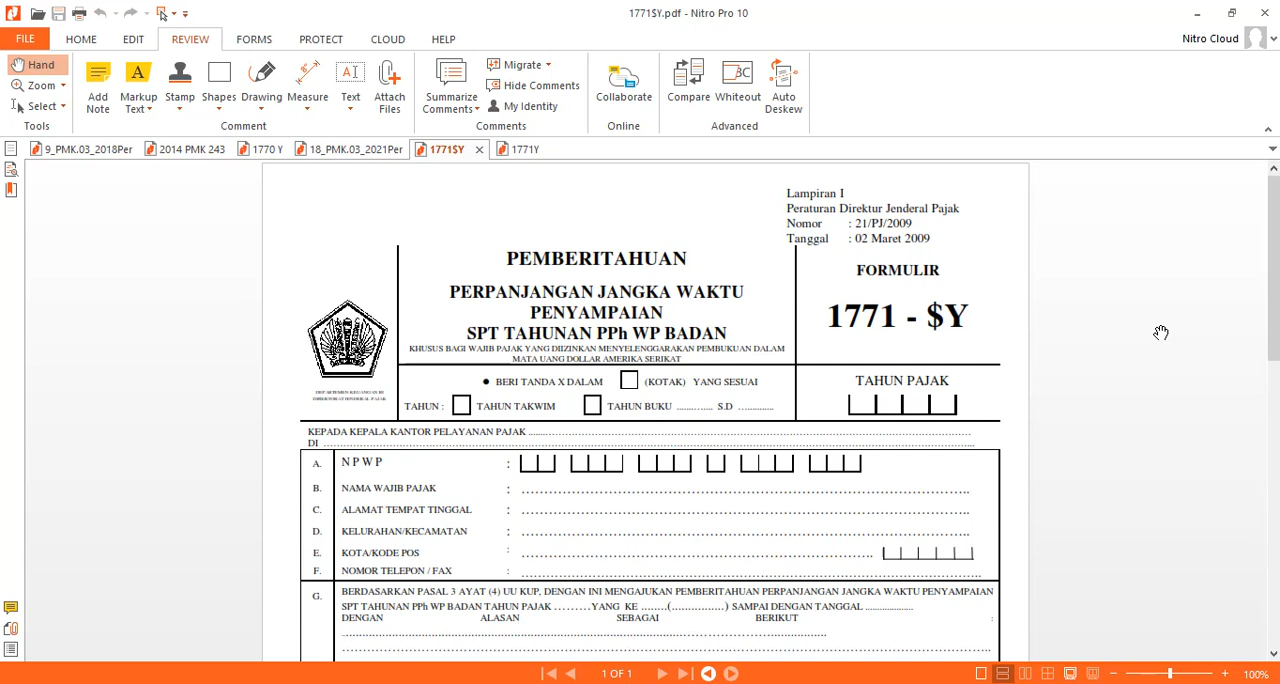 1771$Y.pdf - Nitro Pro 10
FILE HOME EDIT REVIEW FORMS PROTECT CLOUD HELP
Nitro Cloud
Hand
Zoom
Select
Tools
Add Note
Markup Text
Stamp
Shapes
Drawing
Measure
Text
Attach Files
Comment
Summarize Comments
Migrate
Hide Comments
My Identity
Comments
Collaborate
Online
Compare
Whiteout
Auto Deskew
Advanced
9_PMK.03_2018Per 2014 PMK 243 1770 Y 18_PMK.03_2021Per 1771$Y 1771Y
Lampiran I
Peraturan Direktur Jenderal Pajak
Nomor : 21/PJ/2009
Tanggal : 02 Maret 2009
DEPARTEMEN KEUANGAN RI
DIREKTORAT JENDERAL PAJAK
PEMBERITAHUAN
PERPANJANGAN JANGKA WAKTU
PENYAMPAIAN
SPT TAHUNAN PPh WP BADAN
KHUSUS BAGI WAJIB PAJAK YANG DIIZINKAN MENYELENGGARAKAN PEMBUKUAN DALAM
MATA UANG DOLLAR AMERIKA SERIKAT
FORMULIR
1771 - $Y
● BERI TANDA X DALAM (KOTAK) YANG SESUAI
TAHUN : TAHUN TAKWIM TAHUN BUKU ............ S.D ..............
TAHUN PAJAK
KEPADA KEPALA KANTOR PELAYANAN PAJAK ................................................
DI ................................................
A. N P W P :
B. NAMA WAJIB PAJAK : ................................................
C. ALAMAT TEMPAT TINGGAL : ................................................
D. KELURAHAN/KECAMATAN : ................................................
E. KOTA/KODE POS : ................................................
F. NOMOR TELEPON / FAX : ................................................
G. BERDASARKAN PASAL 3 AYAT (4) UU KUP, DENGAN INI MENGAJUKAN PEMBERITAHUAN PERPANJANGAN JANGKA WAKTU PENYAMPAIAN
SPT TAHUNAN PPh WP BADAN TAHUN PAJAK ......... YANG KE ........(................) SAMPAI DENGAN TANGGAL ...................
DENGAN ALASAN SEBAGAI BERIKUT :
................................................
................................................
1 OF 1
100%